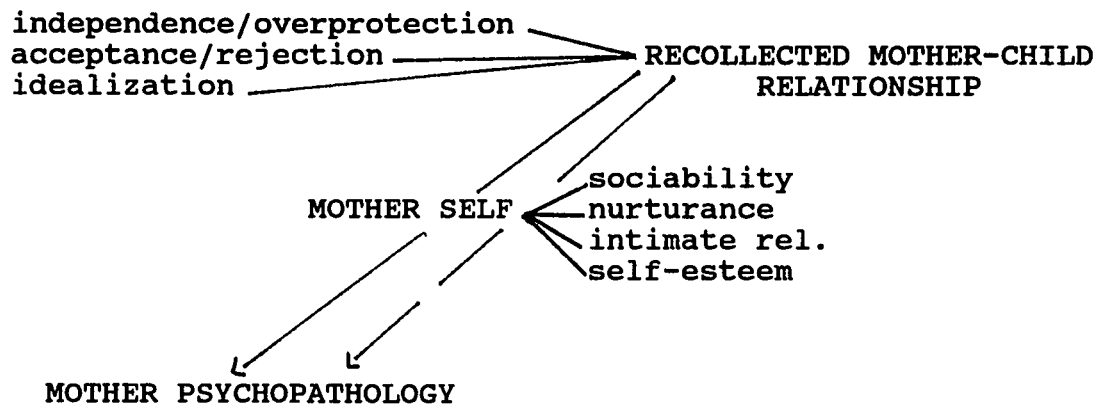 independence/overprotection
acceptance/rejection
idealization
RECOLLECTED MOTHER-CHILD
RELATIONSHIP
MOTHER SELF
sociability
nurturance
intimate rel.
self-esteem
MOTHER PSYCHOPATHOLOGY